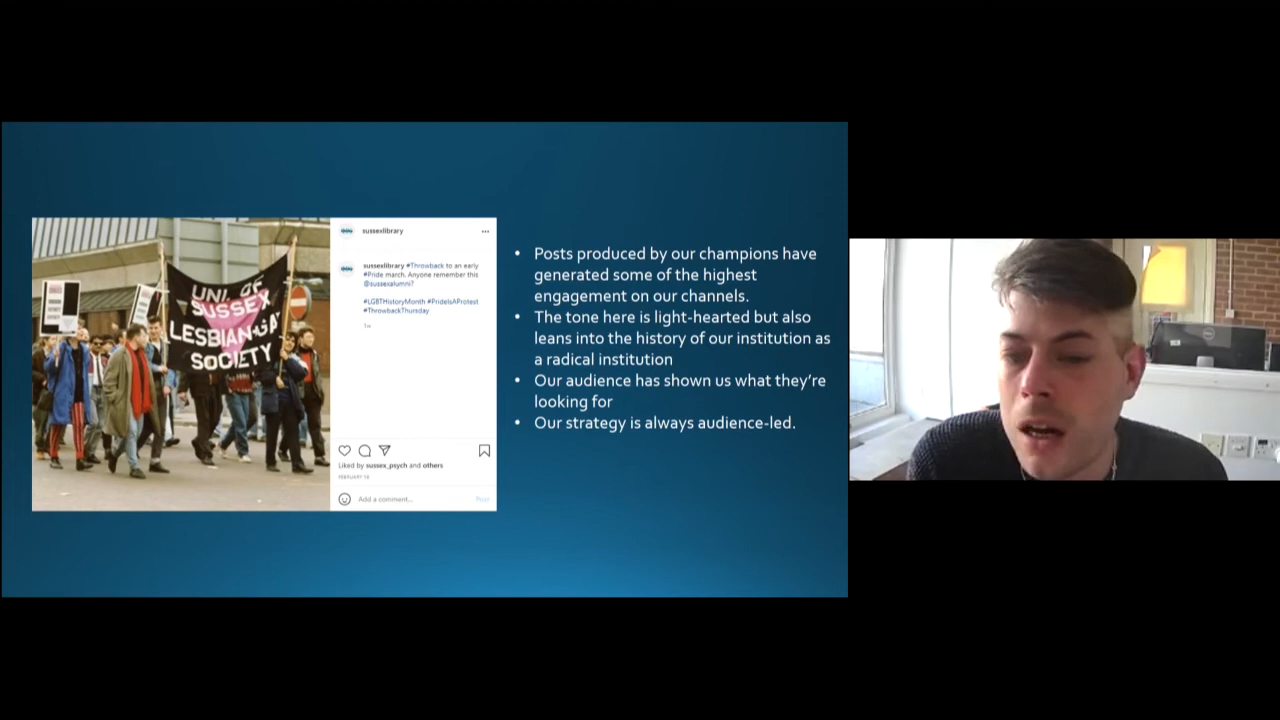 UNI. OF
SUSSEX
LESBIAN-GA
SOCIETY
sussexlibrary
sussexlibrary #Throwback to an early
#Pride march. Anyone remember this
@sussexalumni?
#LGBTHistoryMonth #PrideIsAProtest
#ThrowbackThursday
1w
Liked by sussex_psych and others
Add a comment...
Post
• Posts produced by our champions have
generated some of the highest
engagement on our channels.
• The tone here is light-hearted but also
leans into the history of our institution as
a radical institution
• Our audience has shown us what they’re
looking for
• Our strategy is always audience-led.